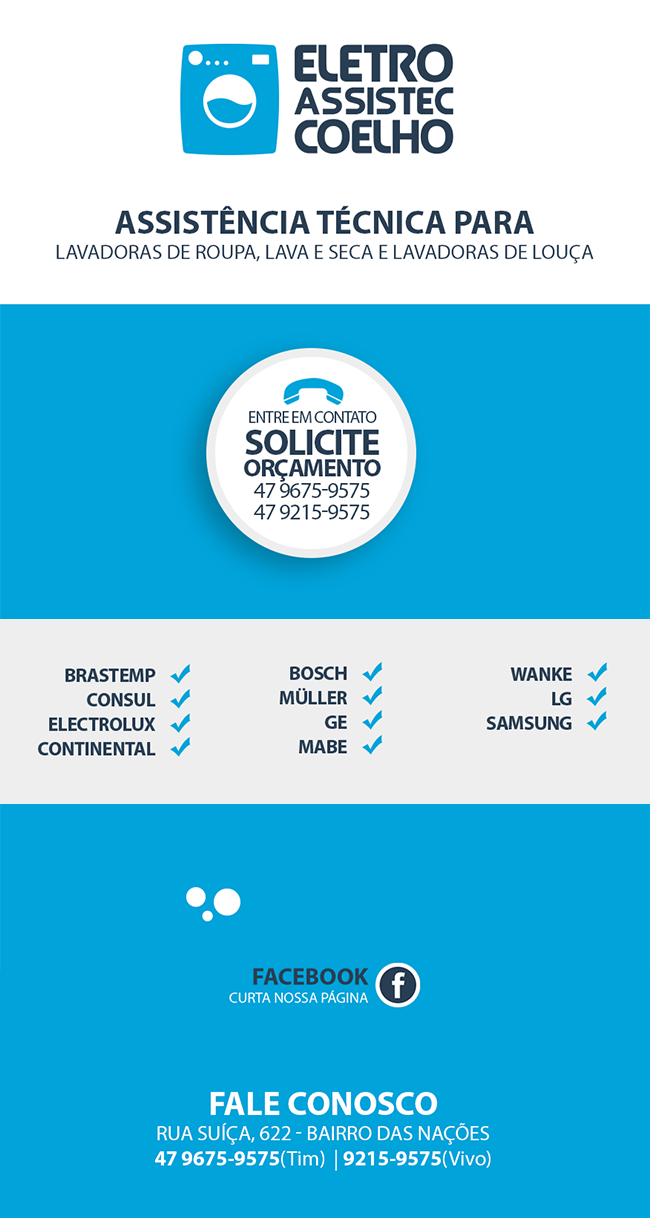 ELETRO
ASSISTEC
COELHO
ASSISTÊNCIA TÉCNICA PARA
LAVADORAS DE ROUPA, LAVA E SECA E LAVADORAS DE LOUÇA
ENTRE EM CONTATO
SOLICITE
ORÇAMENTO
47 9675-9575
47 9215-9575
BRASTEMP
CONSUL
ELECTROLUX
CONTINENTAL
BOSCH
MÜLLER
GE
MABE
WANKE
LG
SAMSUNG
FACEBOOK
CURTA NOSSA PÁGINA
f
FALE CONOSCO
RUA SUÍÇA, 622 - BAIRRO DAS NAÇÕES
47 9675-9575(Tim) | 9215-9575(Vivo)